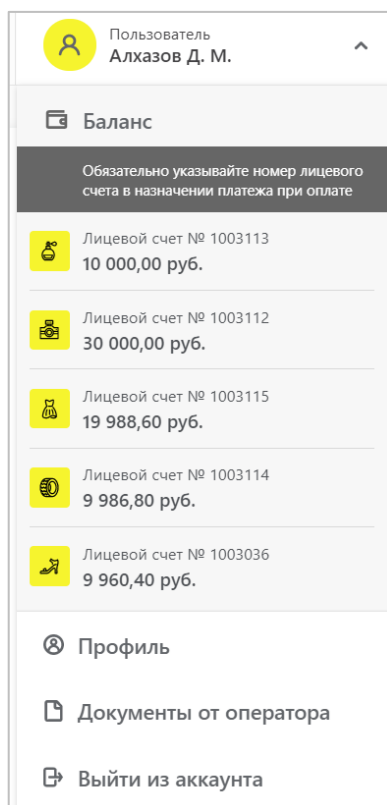 Пользователь
Алхазов Д. М.
Баланс
Обязательно указывайте номер лицевого
счета в назначении платежа при оплате
Лицевой счет № 1003113
10 000,00 руб.
Лицевой счет № 1003112
30 000,00 руб.
Лицевой счет № 1003115
19 988,60 руб.
Лицевой счет № 1003114
9 986,80 руб.
Лицевой счет № 1003036
9 960,40 руб.
Профиль
Документы от оператора
Выйти из аккаунта